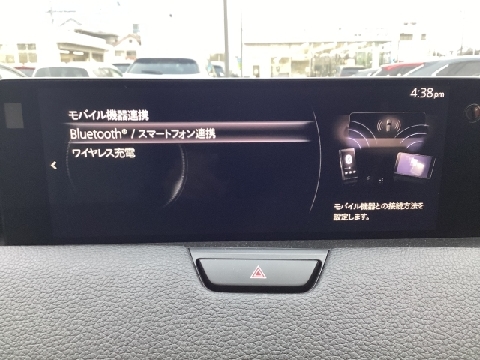 4:38pm
モバイル機器連携
Bluetooth® / スマートフォン連携
ワイヤレス充電
モバイル機器との接続方法を
設定します。